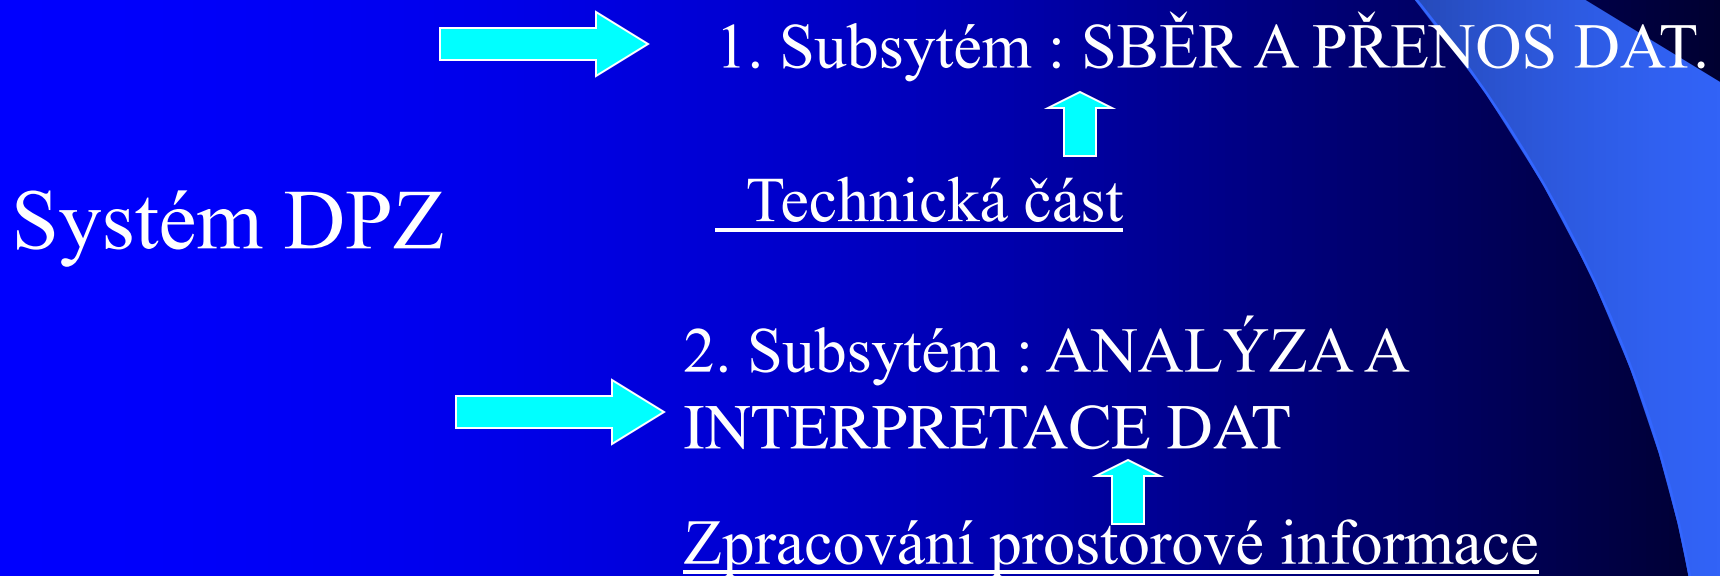 1. Subsytém : SBĚR A PŘENOS DAT.
Technická část
Systém DPZ
2. Subsytém : ANALÝZA A
INTERPRETACE DAT
Zpracování prostorové informace